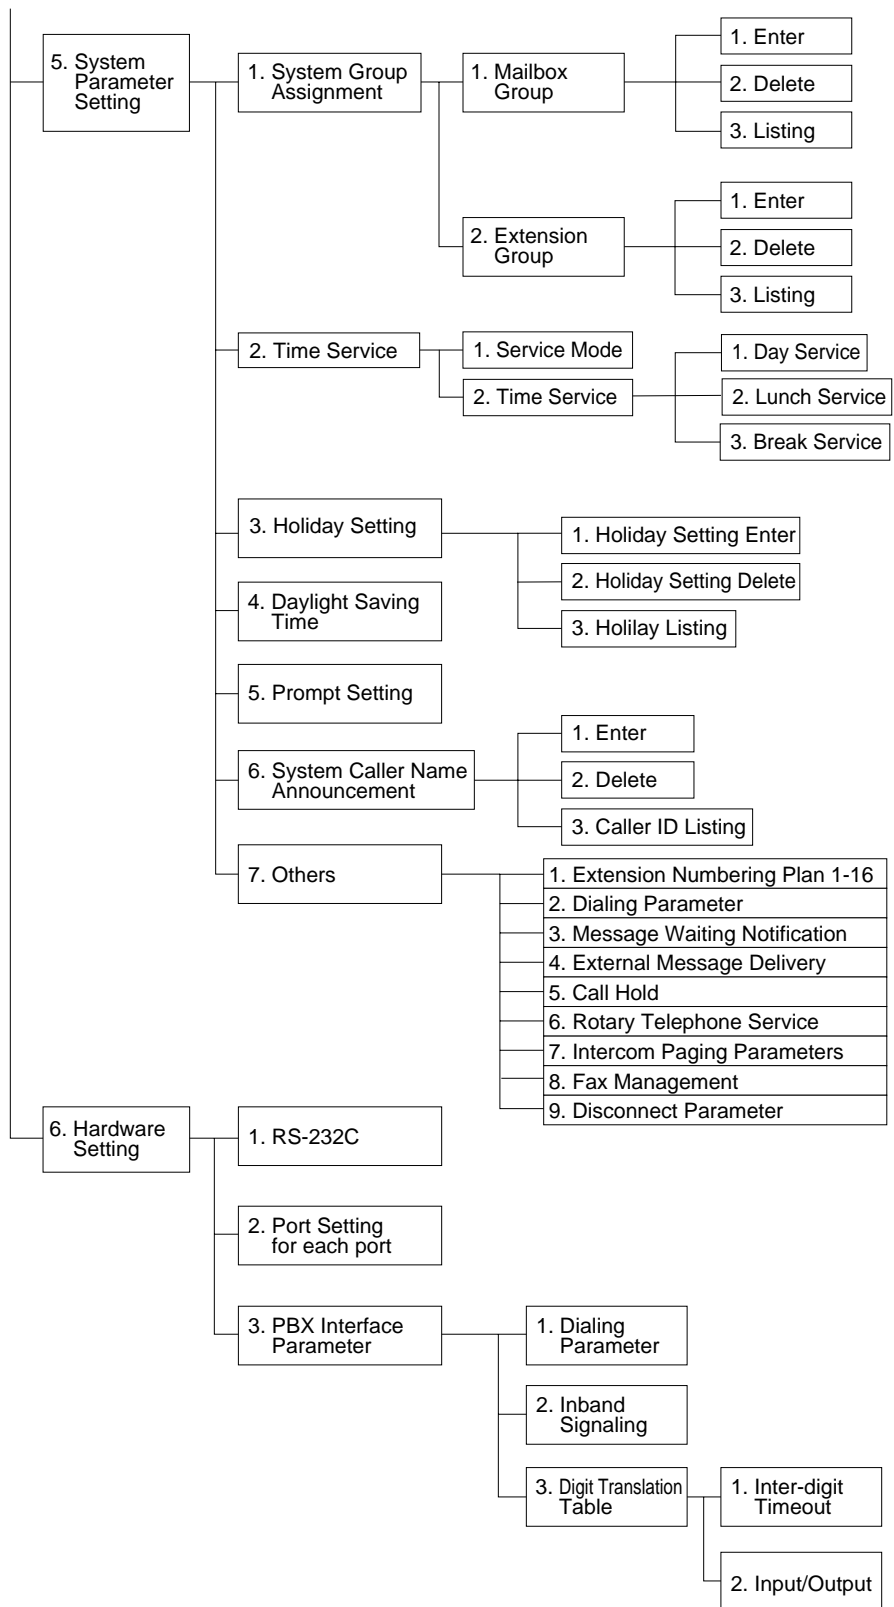 5. System
Parameter
Setting
1. System Group
Assignment
1. Mailbox
Group
1. Enter
2. Delete
3. Listing
2. Extension
Group
1. Enter
2. Delete
3. Listing
2. Time Service
1. Service Mode
2. Time Service
1. Day Service
2. Lunch Service
3. Break Service
3. Holiday Setting
1. Holiday Setting Enter
2. Holiday Setting Delete
3. Holilay Listing
4. Daylight Saving
Time
5. Prompt Setting
6. System Caller Name
Announcement
1. Enter
2. Delete
3. Caller ID Listing
7. Others
1. Extension Numbering Plan 1-16
2. Dialing Parameter
3. Message Waiting Notification
4. External Message Delivery
5. Call Hold
6. Rotary Telephone Service
7. Intercom Paging Parameters
8. Fax Management
9. Disconnect Parameter
6. Hardware
Setting
1. RS-232C
2. Port Setting
for each port
3. PBX Interface
Parameter
1. Dialing
Parameter
2. Inband
Signaling
3. Digit Translation
Table
1. Inter-digit
Timeout
2. Input/Output